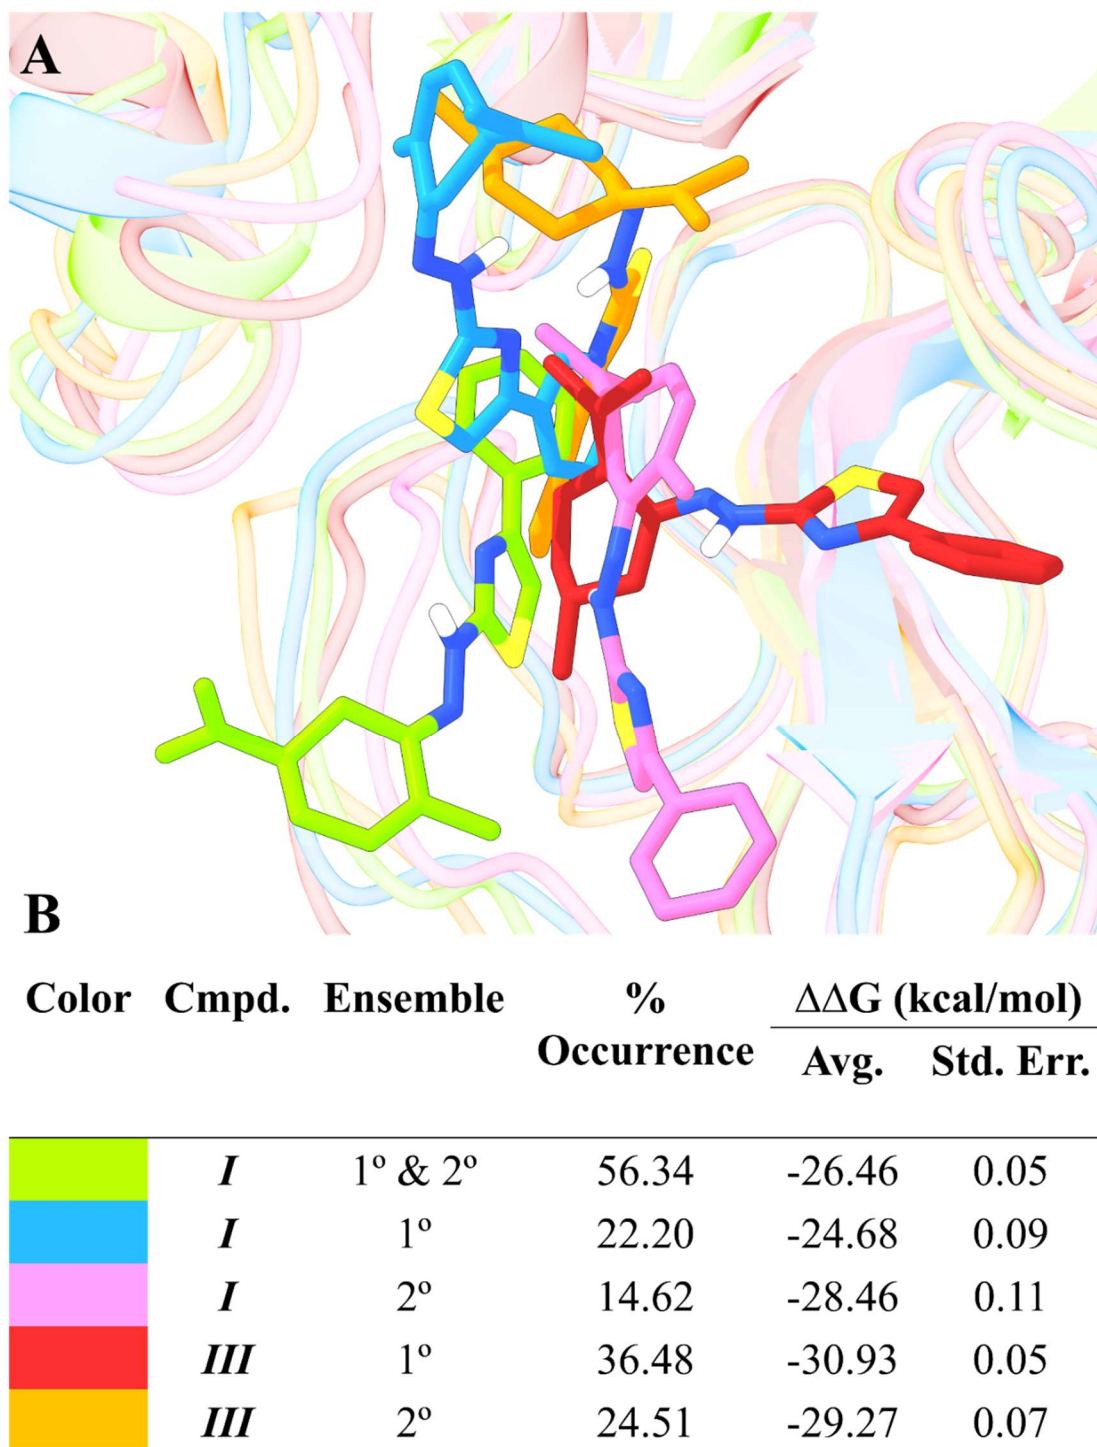 A
B
Color Cmpd. Ensemble % Occurrence ΔΔG (kcal/mol)
Avg. Std. Err.
I 1º & 2º 56.34 -26.46 0.05
I 1º 22.20 -24.68 0.09
I 2º 14.62 -28.46 0.11
III 1º 36.48 -30.93 0.05
III 2º 24.51 -29.27 0.07